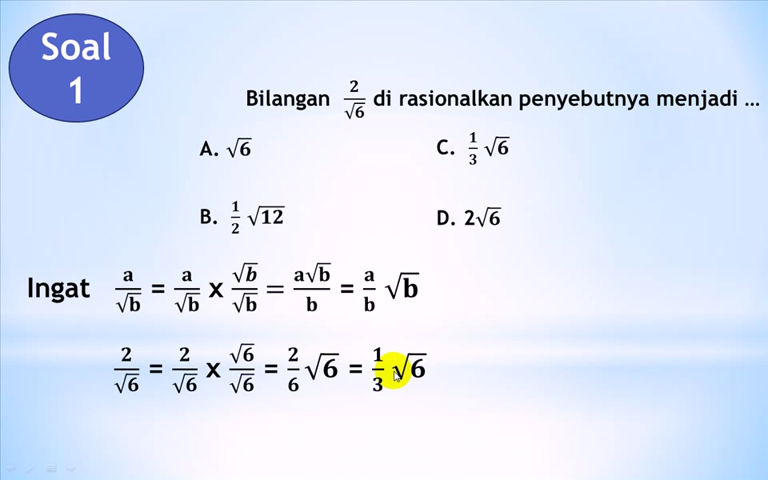 Soal
1
Bilangan 2/√6 di rasionalkan penyebutnya menjadi ...
A. √6
C. 1/3 √6
B. 1/2 √12
D. 2√6
Ingat a/√b = a/√b x √b/√b = a√b/b = a/b √b
2/√6 = 2/√6 x √6/√6 = 2/6 √6 = 1/3 √6